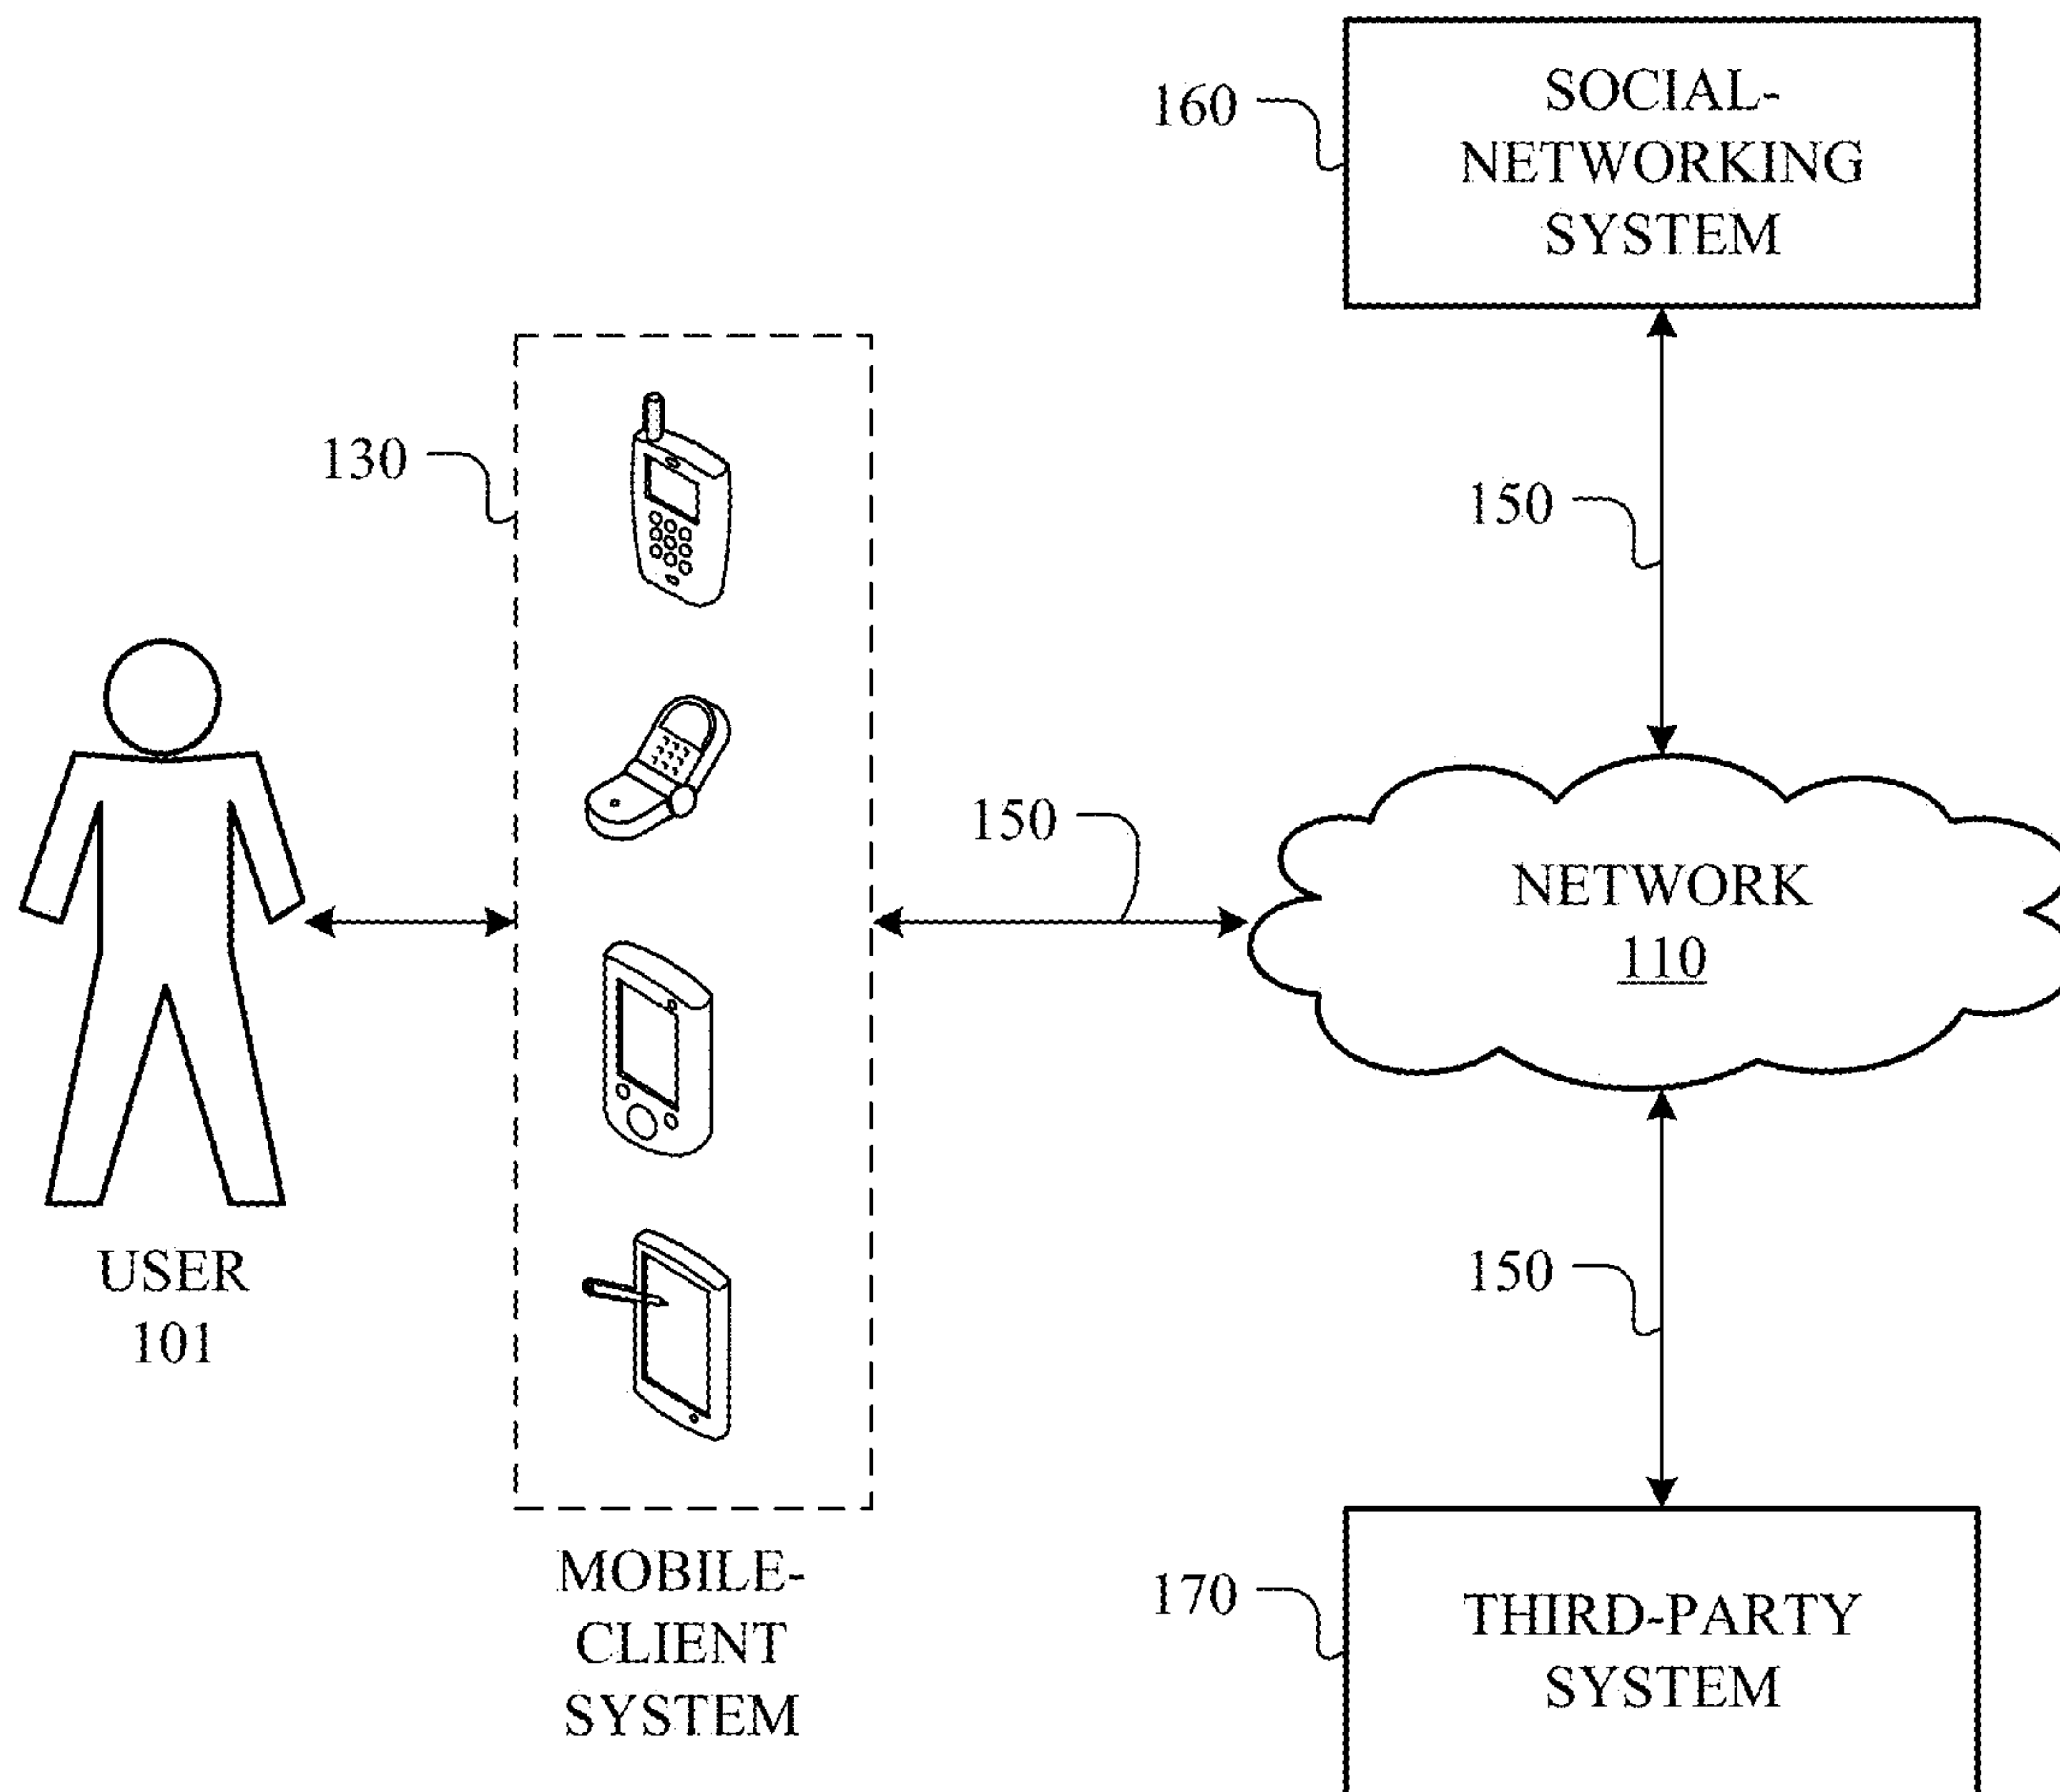 160
SOCIAL-
NETWORKING
SYSTEM
130
150
150
NETWORK
110
USER
101
150
MOBILE-
CLIENT
SYSTEM
170
THIRD-PARTY
SYSTEM